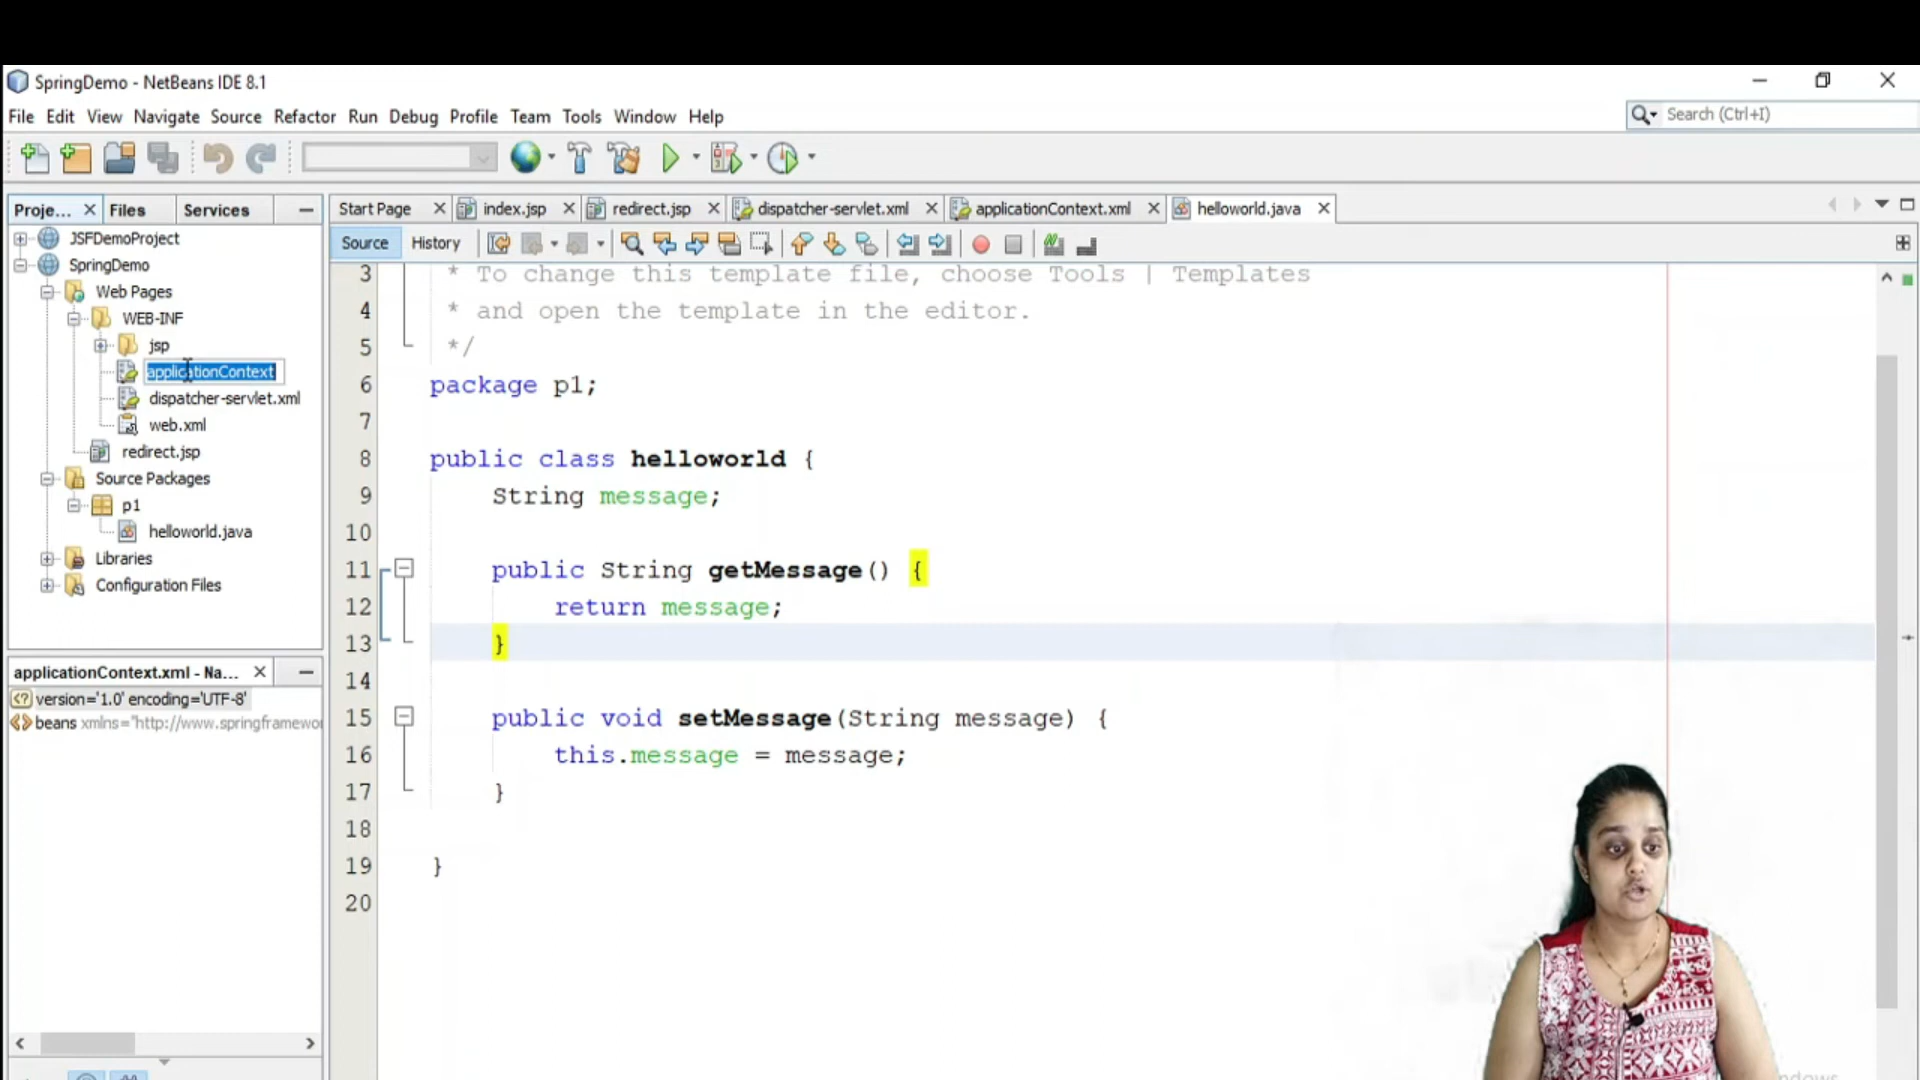 SpringDemo - NetBeans IDE 8.1
File Edit View Navigate Source Refactor Run Debug Profile Team Tools Window Help
Search (Ctrl+I)
Proje... Files Services
Start Page index.jsp redirect.jsp dispatcher-servlet.xml applicationContext.xml helloworld.java
Source History
JSFDemoProject
SpringDemo
Web Pages
WEB-INF
jsp
applicationContext
dispatcher-servlet.xml
web.xml
redirect.jsp
Source Packages
p1
helloworld.java
Libraries
Configuration Files
applicationContext.xml - Na...
version='1.0' encoding='UTF-8'
beans xmlns="http://www.springframewor
3 * To change this template file, choose Tools | Templates
4 * and open the template in the editor.
5 */
6 package p1;
7
8 public class helloworld {
9 String message;
10
11 public String getMessage() {
12 return message;
13 }
14
15 public void setMessage(String message) {
16 this.message = message;
17 }
18
19 }
20